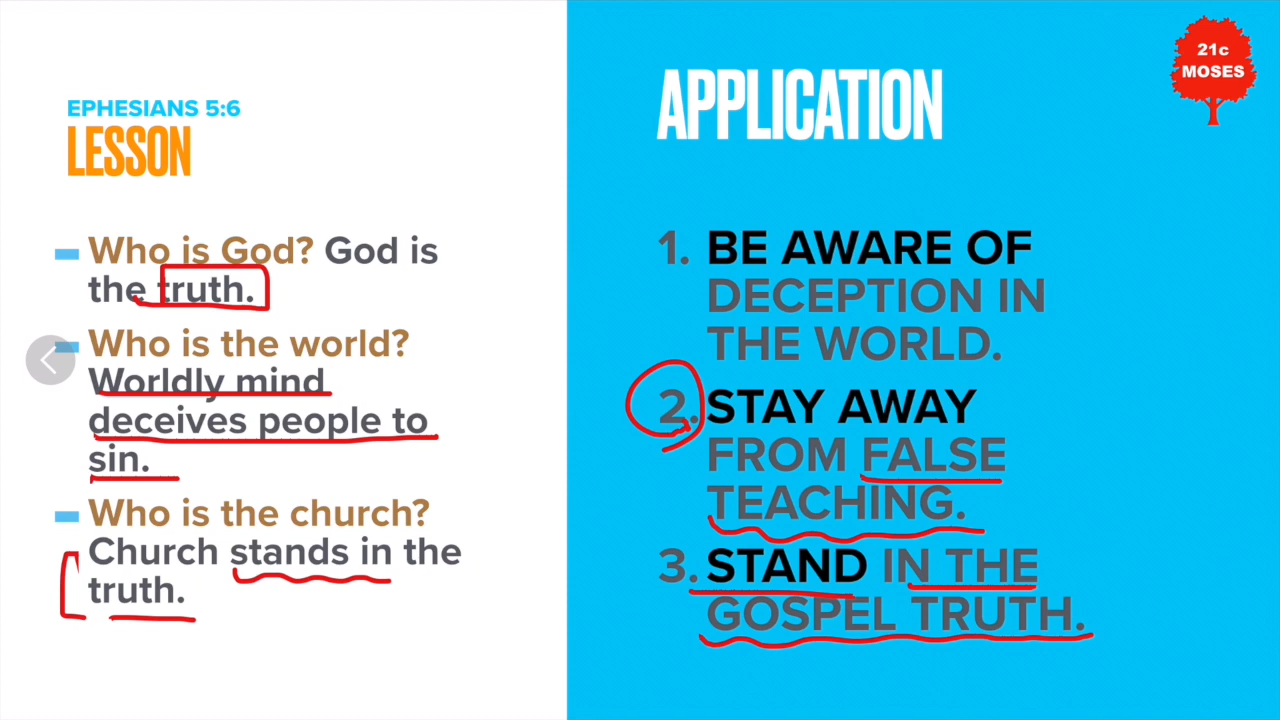 EPHESIANS 5:6
LESSON
Who is God? God is
the truth.
Who is the world?
Worldly mind
deceives people to
sin.
Who is the church?
Church stands in the
truth.
APPLICATION
1. BE AWARE OF
DECEPTION IN
THE WORLD.
2. STAY AWAY
FROM FALSE
TEACHING.
3. STAND IN THE
GOSPEL TRUTH.
21c
MOSES